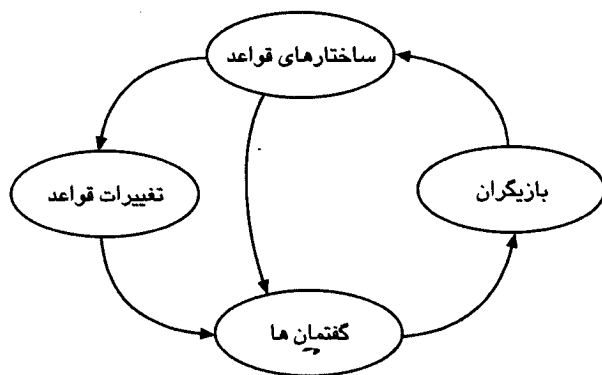 ساختارهای قواعد
بازیگران
تغییرات قواعد
گفتمان ها